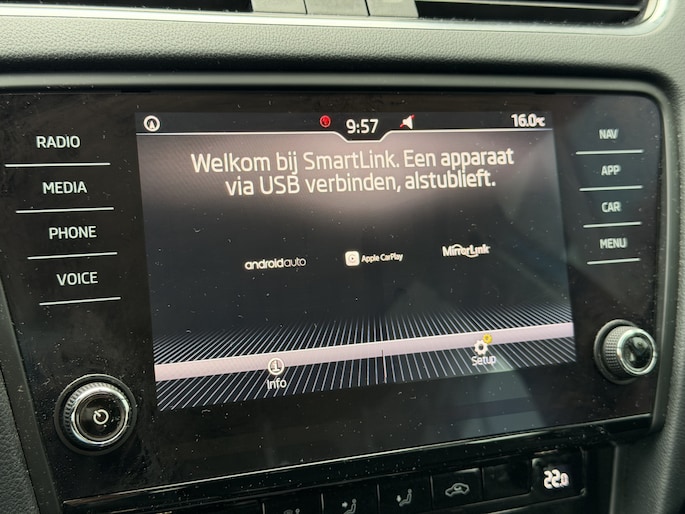 RADIO
MEDIA
PHONE
VOICE
9:57
16.0°C
Welkom bij SmartLink. Een apparaat
via USB verbinden, alstublieft.
androidauto
Apple CarPlay
MirrorLink
Info
Setup
NAV
APP
CAR
MENU
22.0